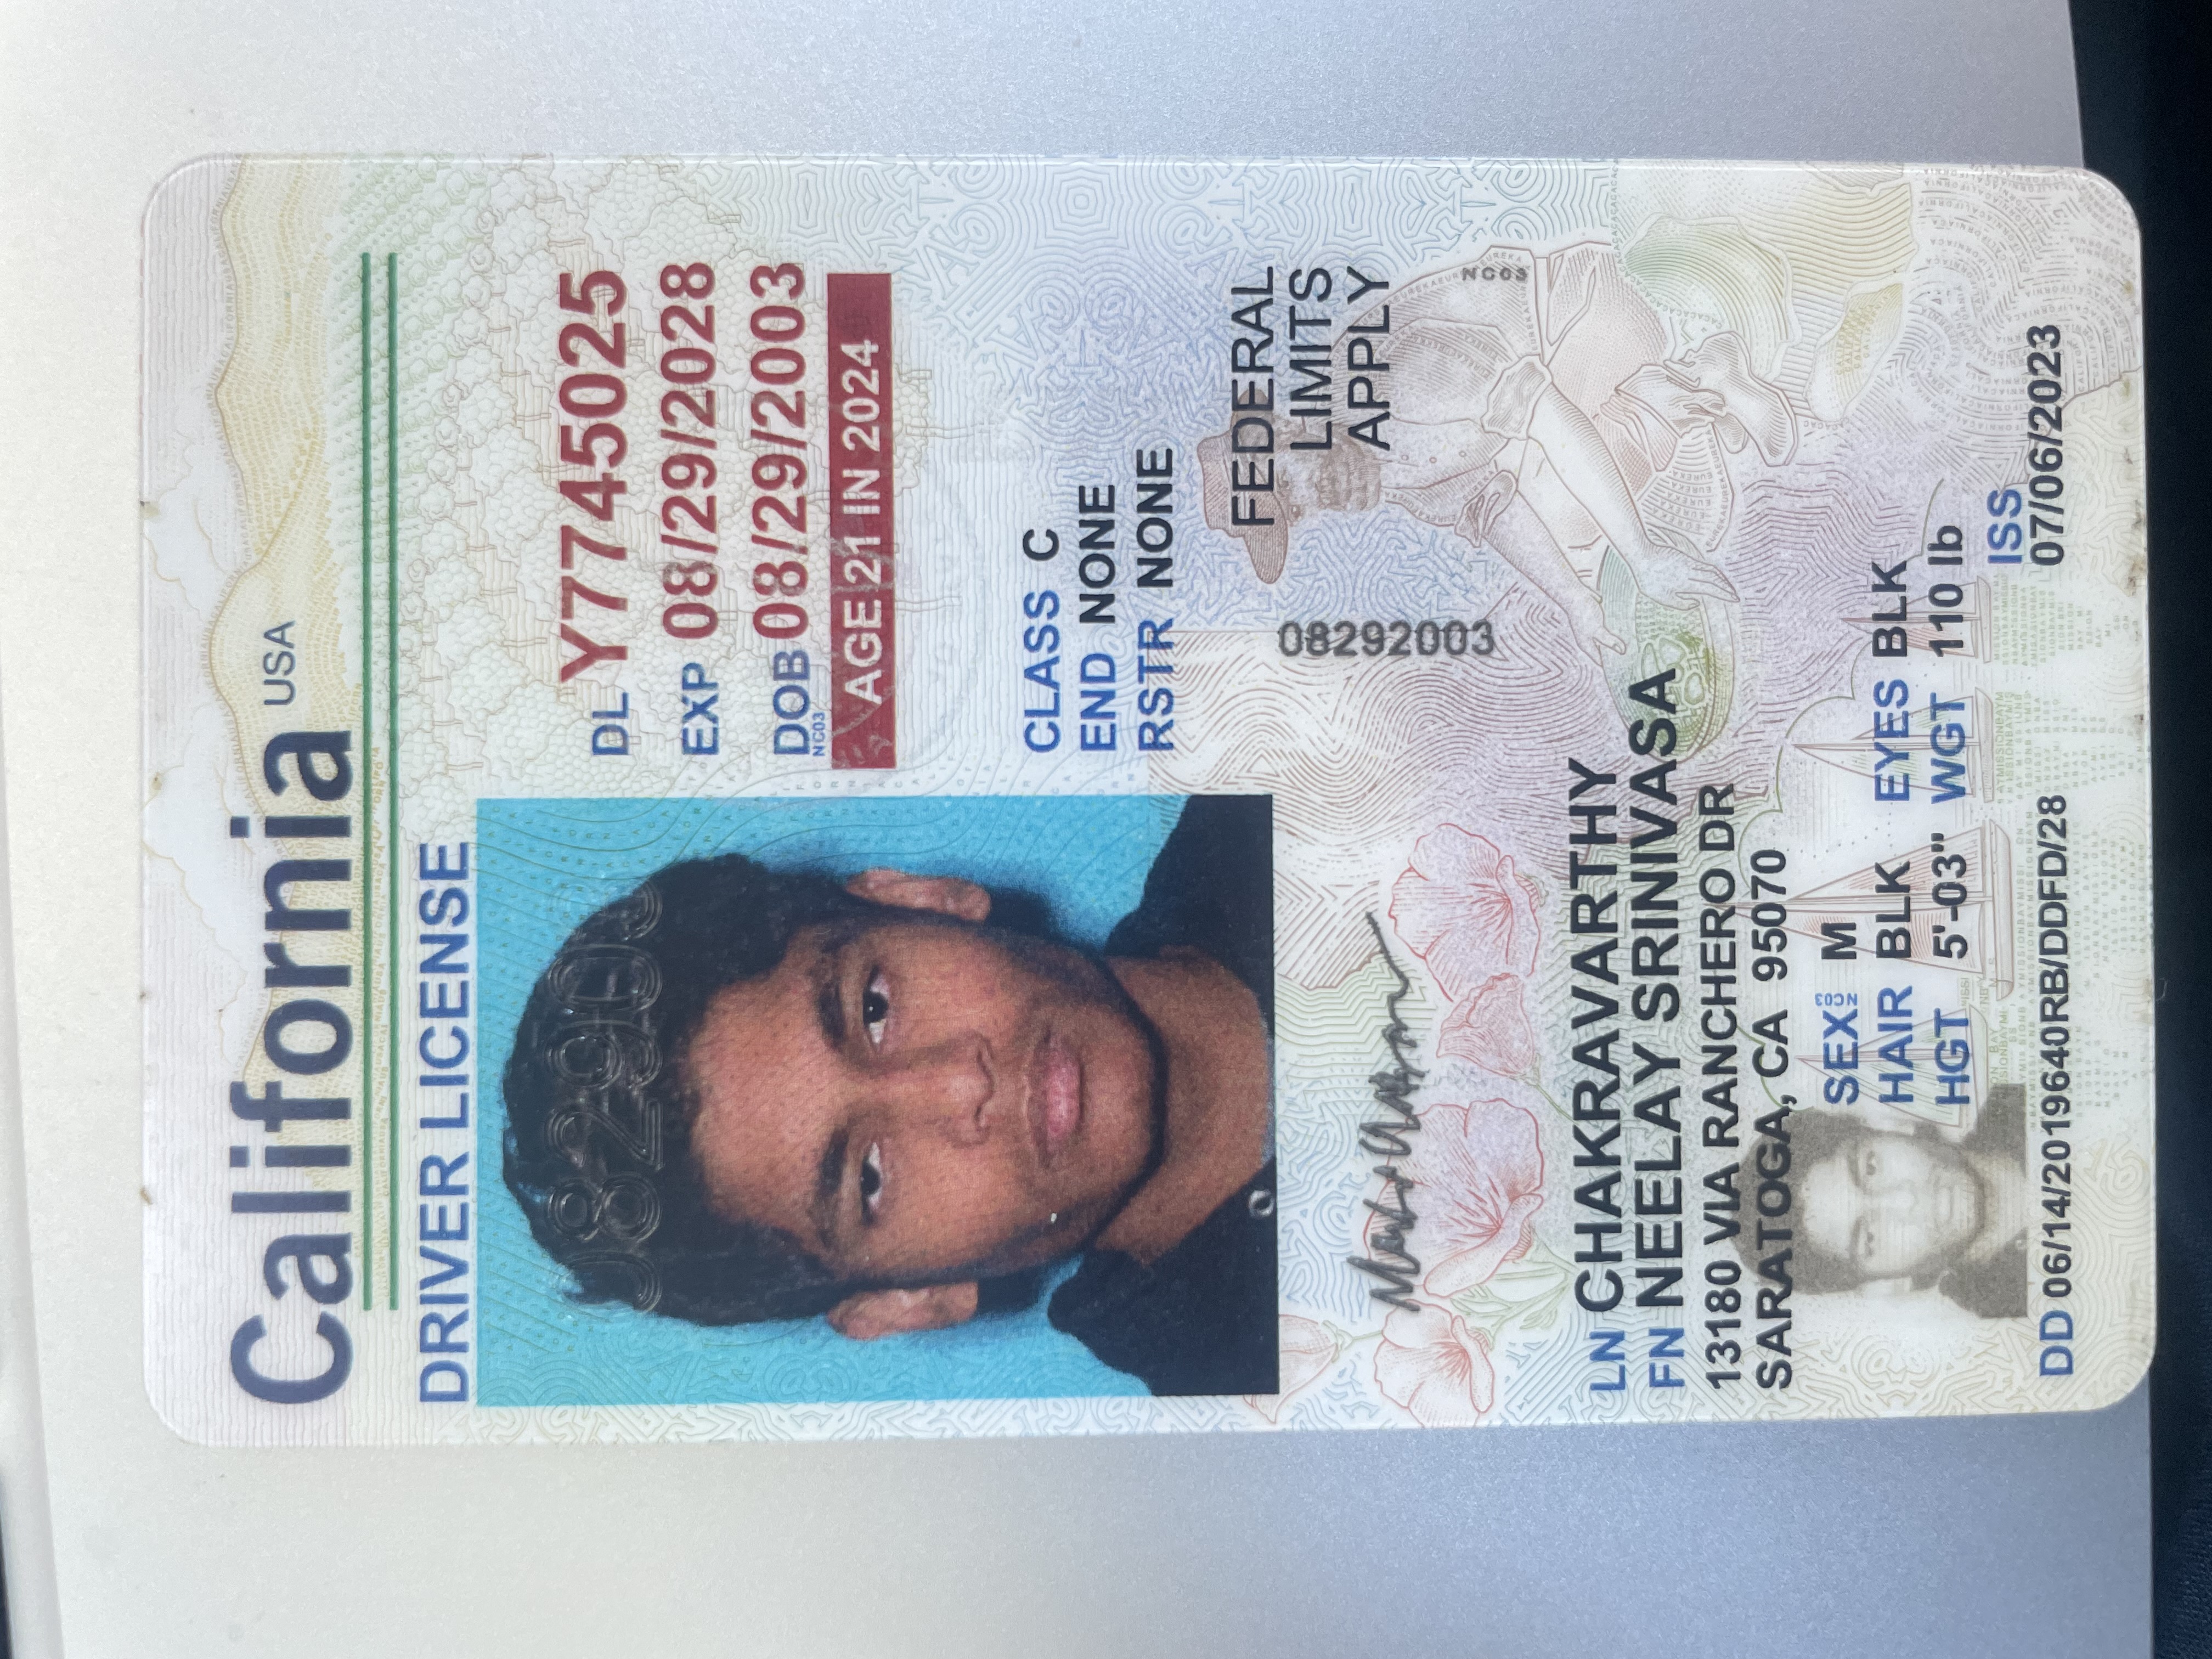 California USA
DRIVER LICENSE
DL Y7745025
EXP 08/29/2028
DOB 08/29/2003
NC03
AGE 21 IN 2024
CLASS C
END NONE
RSTR NONE
FEDERAL
LIMITS
APPLY
08292003
LN CHAKRAVARTHY
FN NEELAY SRINIVASA
13180 VIA RANCHERO DR
SARATOGA, CA 95070
SEX M
NC03
HAIR BLK EYES BLK
HGT 5'-03" WGT 110 lb
ISS
DD 06/14/2019640RB/DDFD/28 07/06/2023